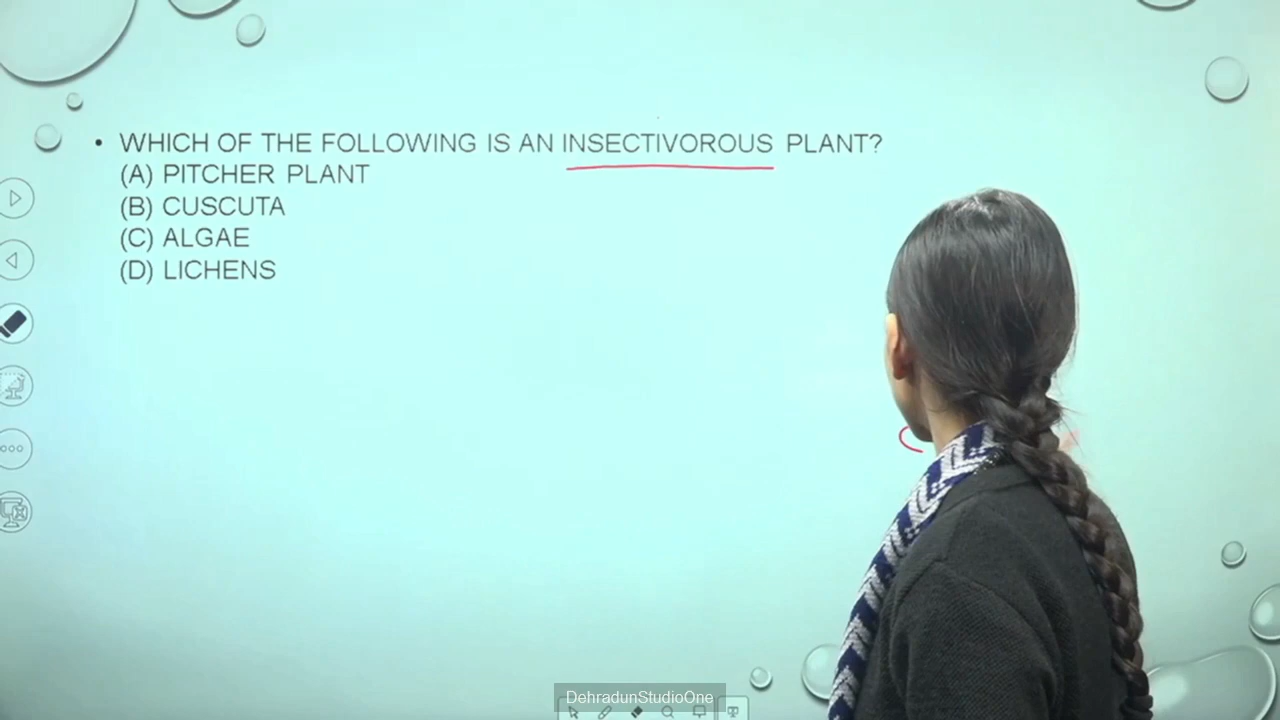 • WHICH OF THE FOLLOWING IS AN INSECTIVOROUS PLANT?
(A) PITCHER PLANT
(B) CUSCUTA
(C) ALGAE
(D) LICHENS
DehradunStudioOne